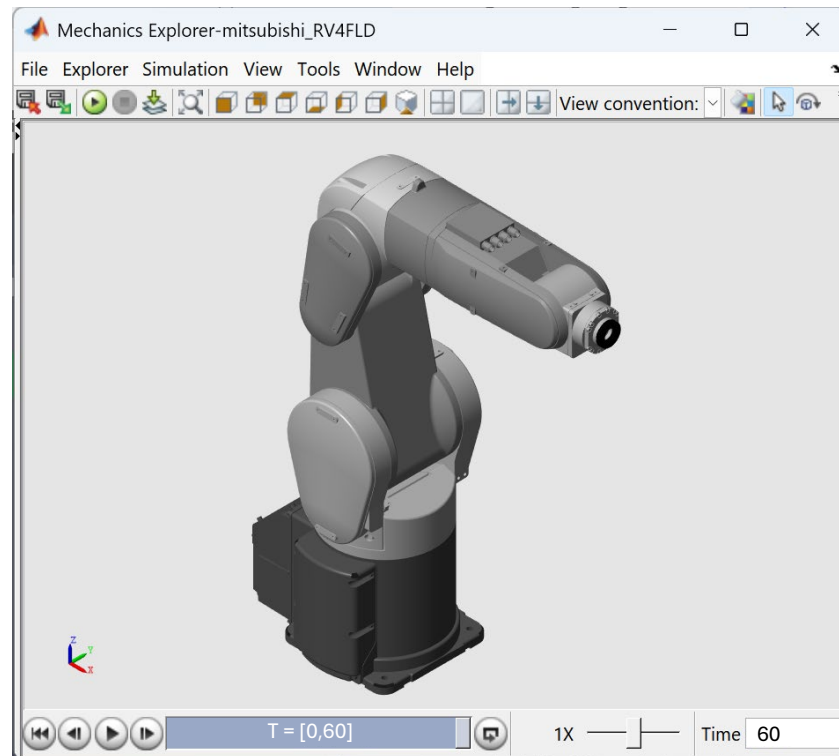 Mechanics Explorer-mitsubishi_RV4FLD
File Explorer Simulation View Tools Window Help
View convention:
z
y
x
T = [0,60]
1X
Time 60